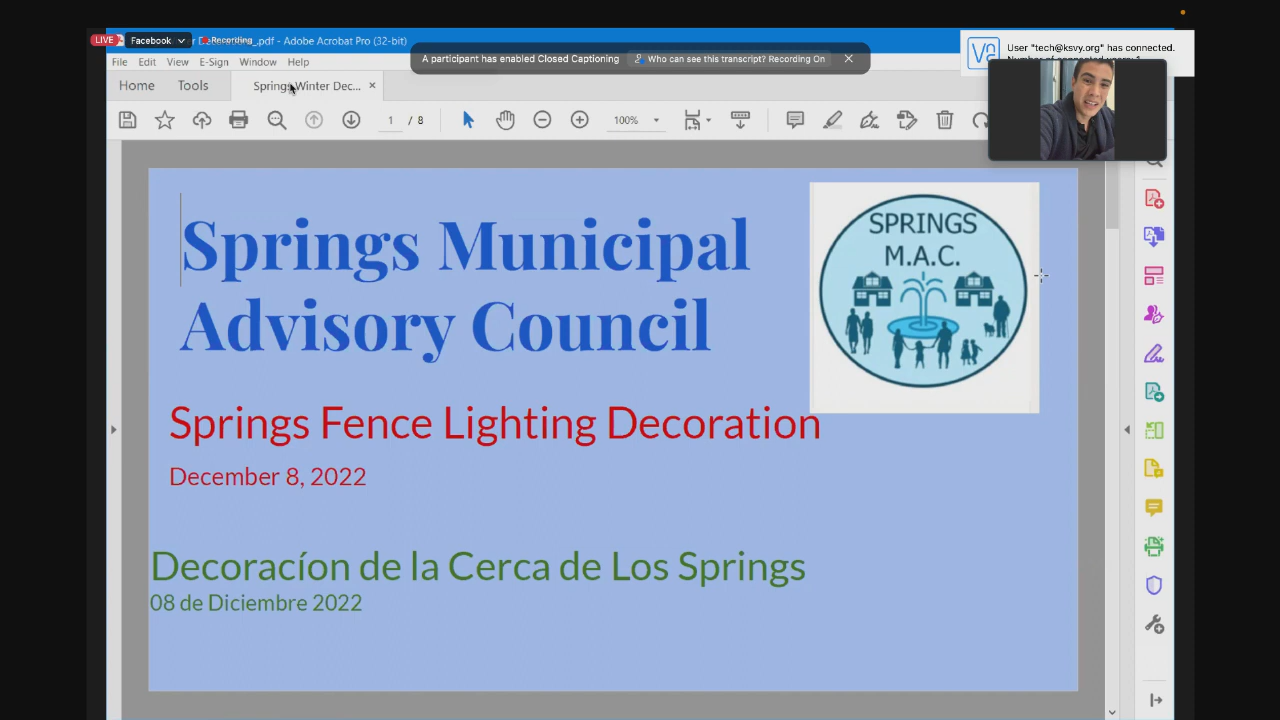 LIVE Facebook Recording .pdf - Adobe Acrobat Pro (32-bit)
User "tech@ksvy.org" has connected.
A participant has enabled Closed Captioning Who can see this transcript? Recording On
File Edit View E-Sign Window Help
Home Tools Springs Winter Dec...
1 / 8 100%
SPRINGS
M.A.C.
Springs Municipal
Advisory Council
Springs Fence Lighting Decoration
December 8, 2022
Decoracíon de la Cerca de Los Springs
08 de Diciembre 2022